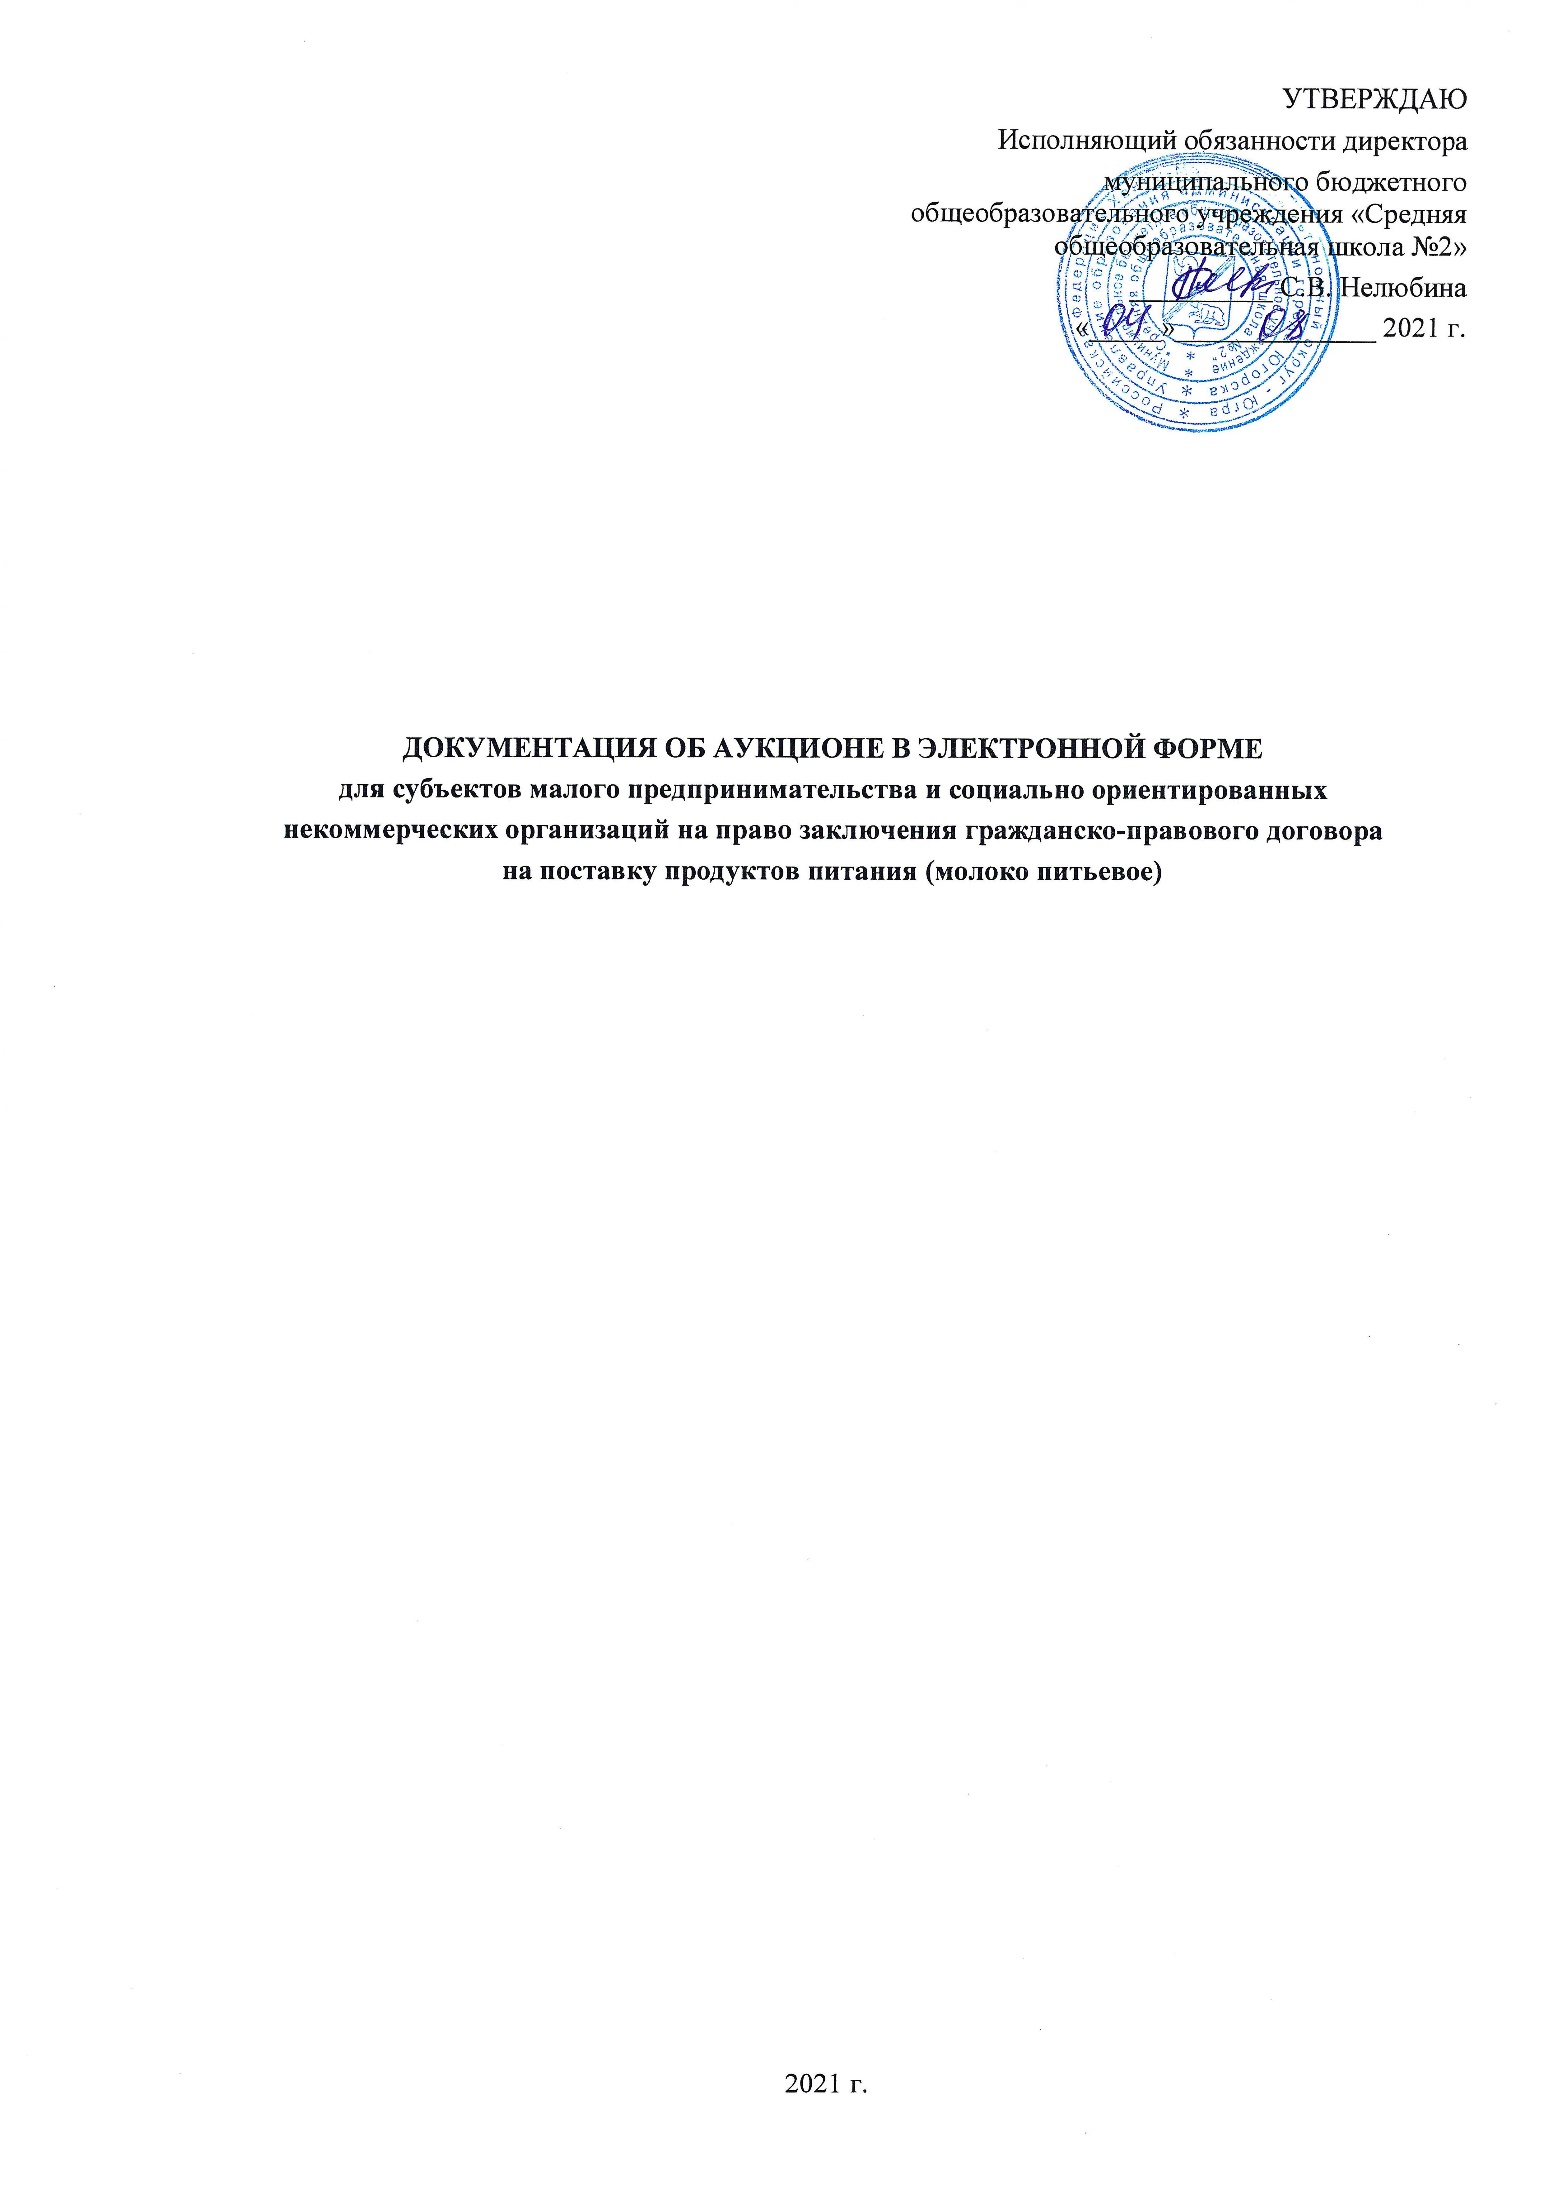 УТВЕРЖДАЮ
Исполняющий обязанности директора
муниципального бюджетного
общеобразовательного учреждения «Средняя
общеобразовательная школа №2»
__________ С.В. Нелюбина
« 04 » 08 2021 г.
ДОКУМЕНТАЦИЯ ОБ АУКЦИОНЕ В ЭЛЕКТРОННОЙ ФОРМЕ
для субъектов малого предпринимательства и социально ориентированных
некоммерческих организаций на право заключения гражданско-правового договора
на поставку продуктов питания (молоко питьевое)
2021 г.